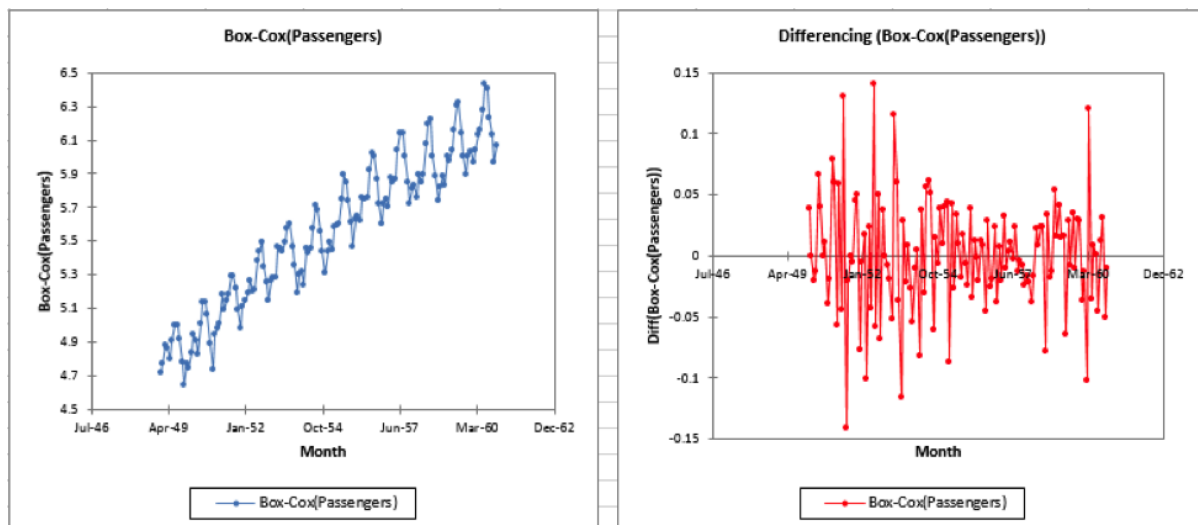 Box-Cox(Passengers)
6.5
6.3
6.1
5.9
5.7
5.5
5.3
5.1
4.9
4.7
4.5
Box-Cox(Passengers)
Jul-46
Apr-49
Jan-52
Oct-54
Jun-57
Mar-60
Dec-62
Month
Box-Cox(Passengers)
Differencing (Box-Cox(Passengers))
0.15
0.1
0.05
0
-0.05
-0.1
-0.15
Diff(Box-Cox(Passengers))
Jul-46
Apr-49
Jan-52
Oct-54
Jun-57
Mar-60
Dec-62
Month
Box-Cox(Passengers)